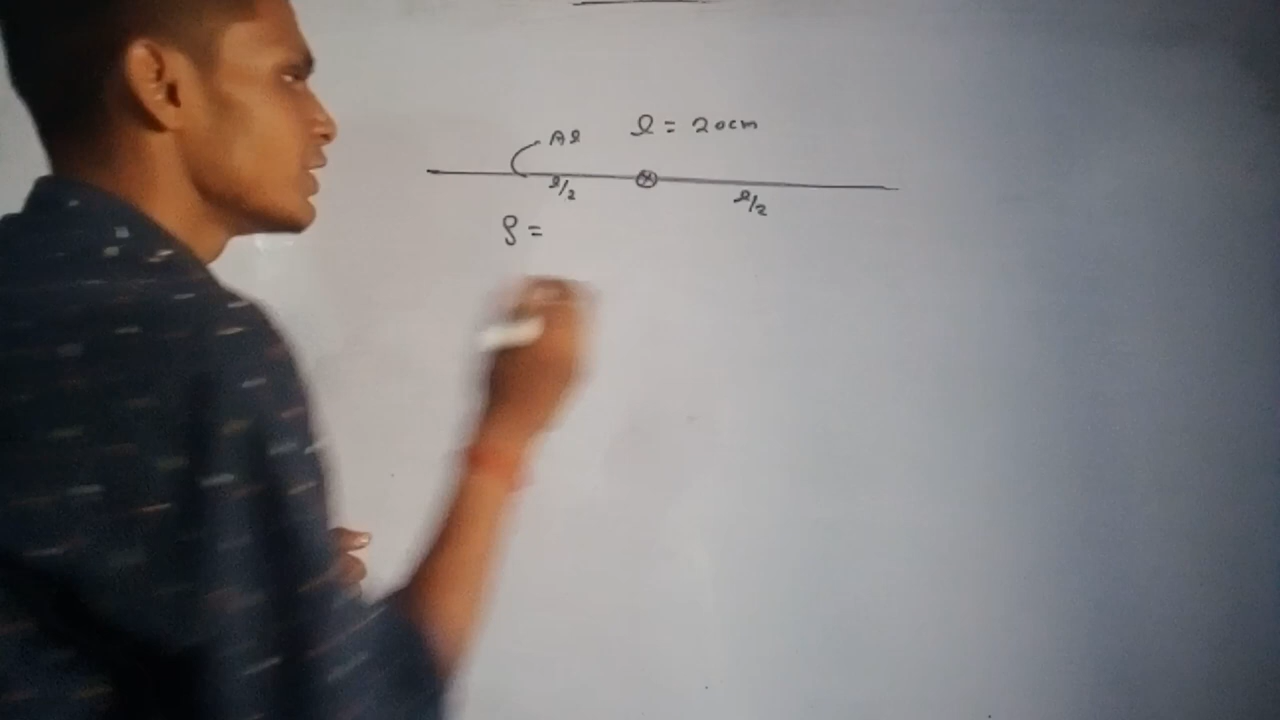 Al l = 20cm
l/2 l/2
ρ =